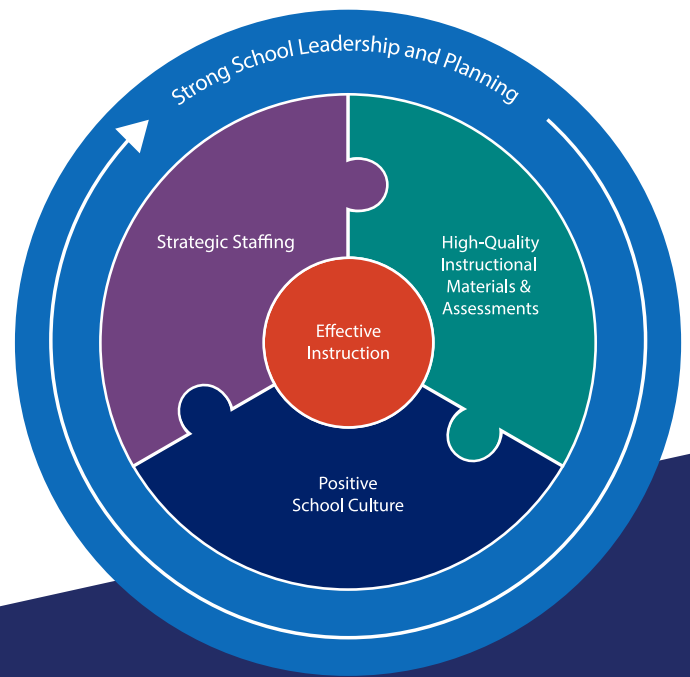 Strong School Leadership and Planning
Strategic Staffing
High-Quality
Instructional
Materials &
Assessments
Effective
Instruction
Positive
School Culture